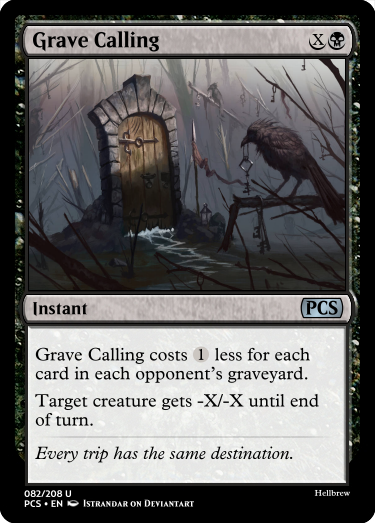 Grave Calling X
Instant PCS
Grave Calling costs 1 less for each
card in each opponent's graveyard.
Target creature gets -X/-X until end
of turn.
Every trip has the same destination.
082/208 U Hellbrew
PCS • EN Istrandar on Deviantart